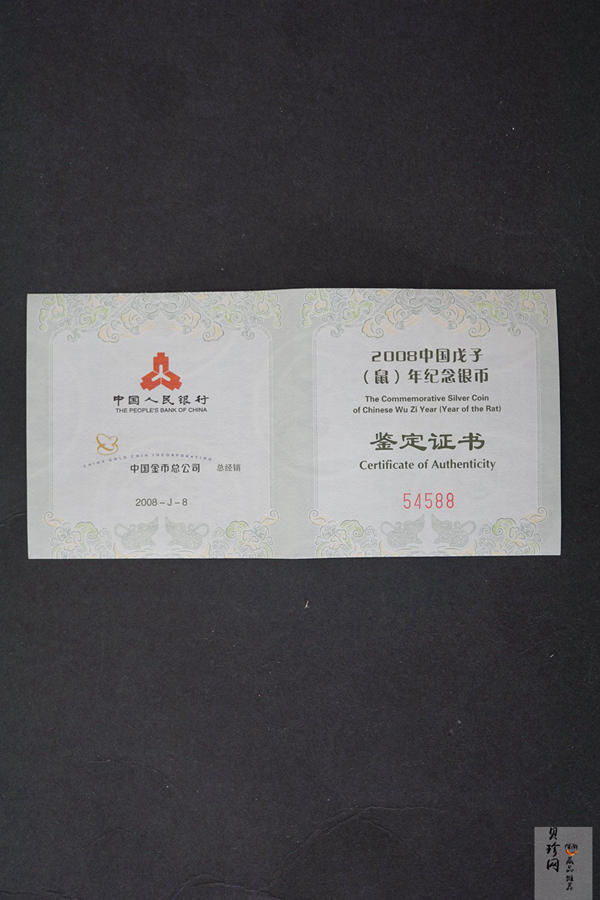 中国人民银行
THE PEOPLE'S BANK OF CHINA
CHINA GOLD COIN INCORPORATION
中国金币总公司 总经销
2008-J-8
2008中国戊子
（鼠）年纪念银币
The Commemorative Silver Coin
of Chinese Wu Zi Year (Year of the Rat)
鉴定证书
Certificate of Authenticity
54588
贝珍网